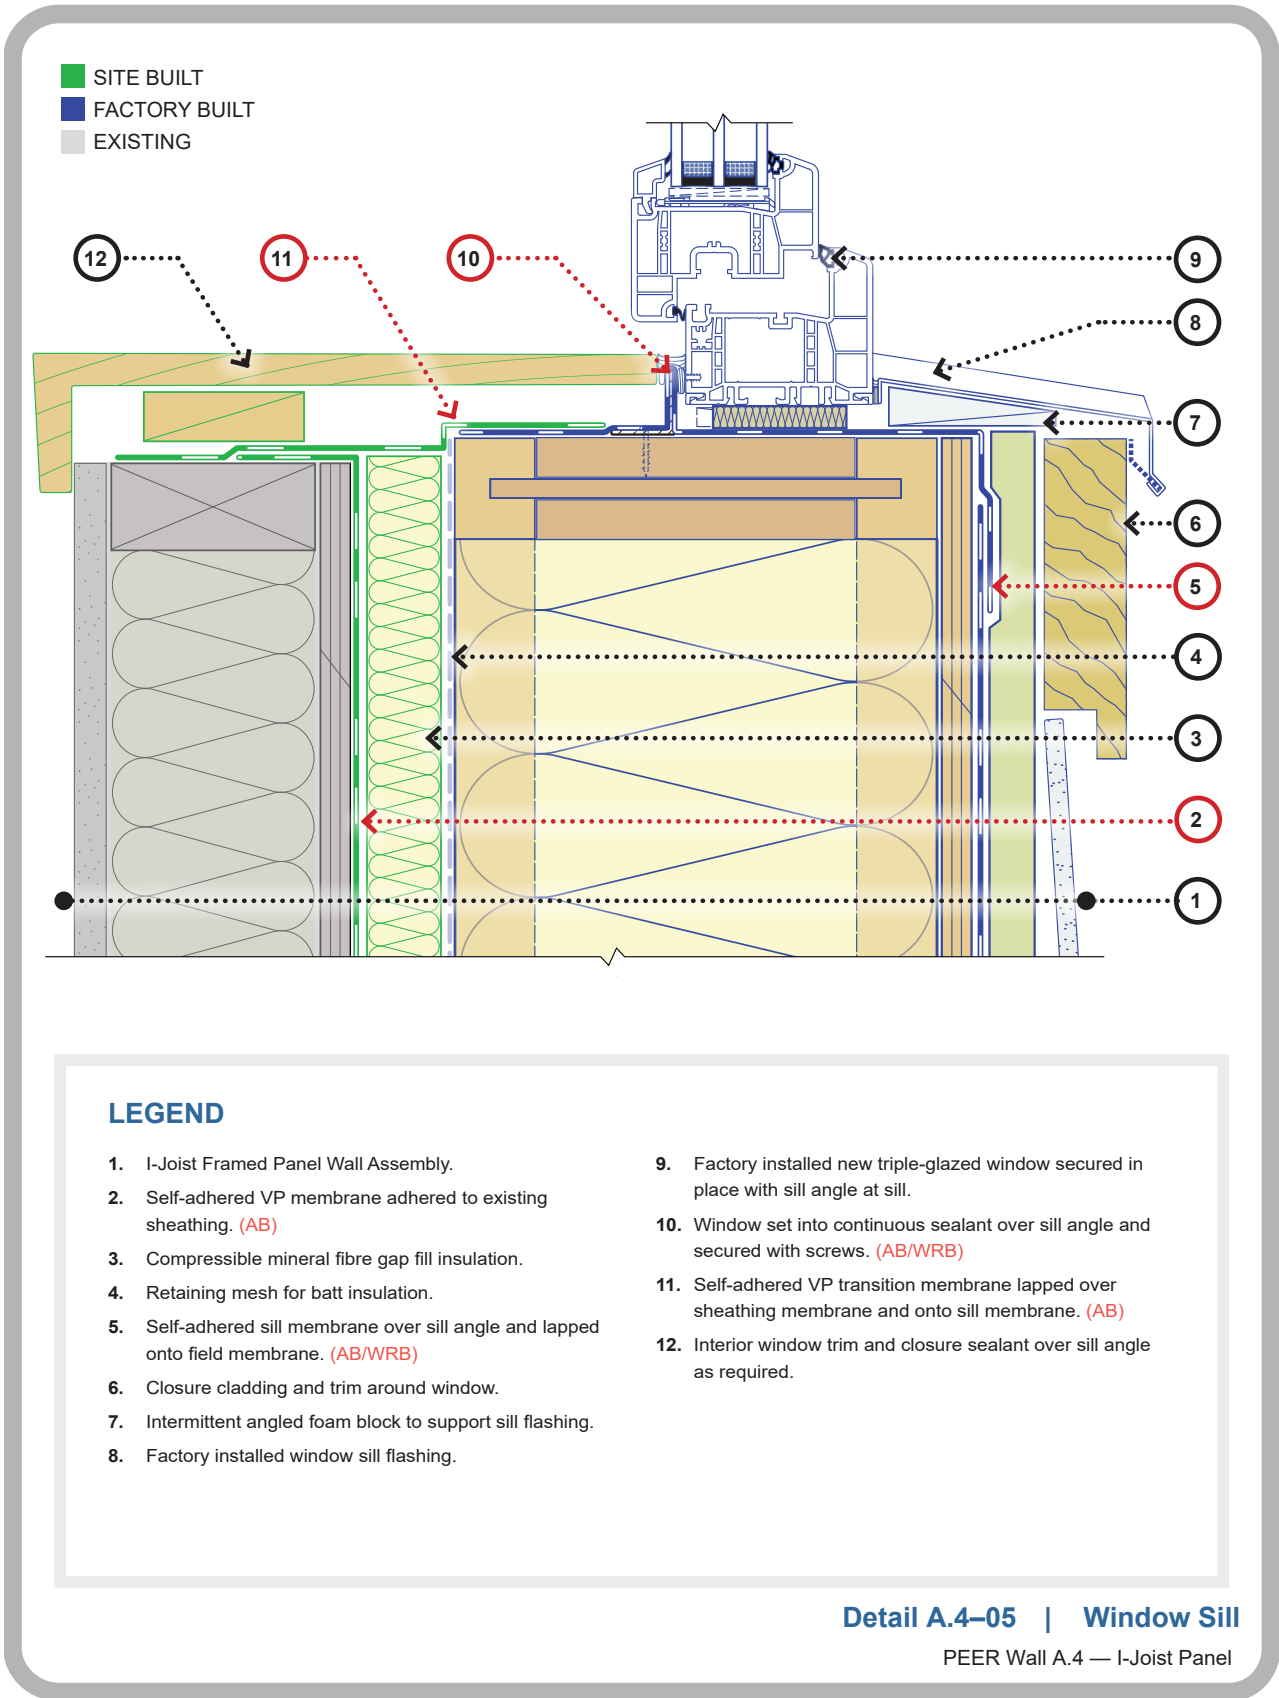 SITE BUILT
FACTORY BUILT
EXISTING
12
11
10
9
8
7
6
5
4
3
2
1
LEGEND
1. I-Joist Framed Panel Wall Assembly.
2. Self-adhered VP membrane adhered to existing
sheathing. (AB)
3. Compressible mineral fibre gap fill insulation.
4. Retaining mesh for batt insulation.
5. Self-adhered sill membrane over sill angle and lapped
onto field membrane. (AB/WRB)
6. Closure cladding and trim around window.
7. Intermittent angled foam block to support sill flashing.
8. Factory installed window sill flashing.
9. Factory installed new triple-glazed window secured in
place with sill angle at sill.
10. Window set into continuous sealant over sill angle and
secured with screws. (AB/WRB)
11. Self-adhered VP transition membrane lapped over
sheathing membrane and onto sill membrane. (AB)
12. Interior window trim and closure sealant over sill angle
as required.
Detail A.4–05 | Window Sill
PEER Wall A.4 — I-Joist Panel